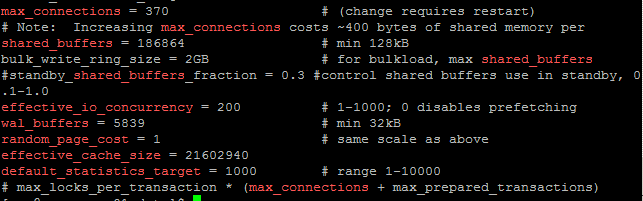 max_connections = 370 # (change requires restart)
# Note: Increasing max_connections costs ~400 bytes of shared memory per
shared_buffers = 186864 # min 128kB
bulk_write_ring_size = 2GB # for bulkload, max shared_buffers
#standby_shared_buffers_fraction = 0.3 #control shared buffers use in standby, 0
.1-1.0
effective_io_concurrency = 200 # 1-1000; 0 disables prefetching
wal_buffers = 5839 # min 32kB
random_page_cost = 1 # same scale as above
effective_cache_size = 21602940
default_statistics_target = 1000 # range 1-10000
# max_locks_per_transaction * (max_connections + max_prepared_transactions)